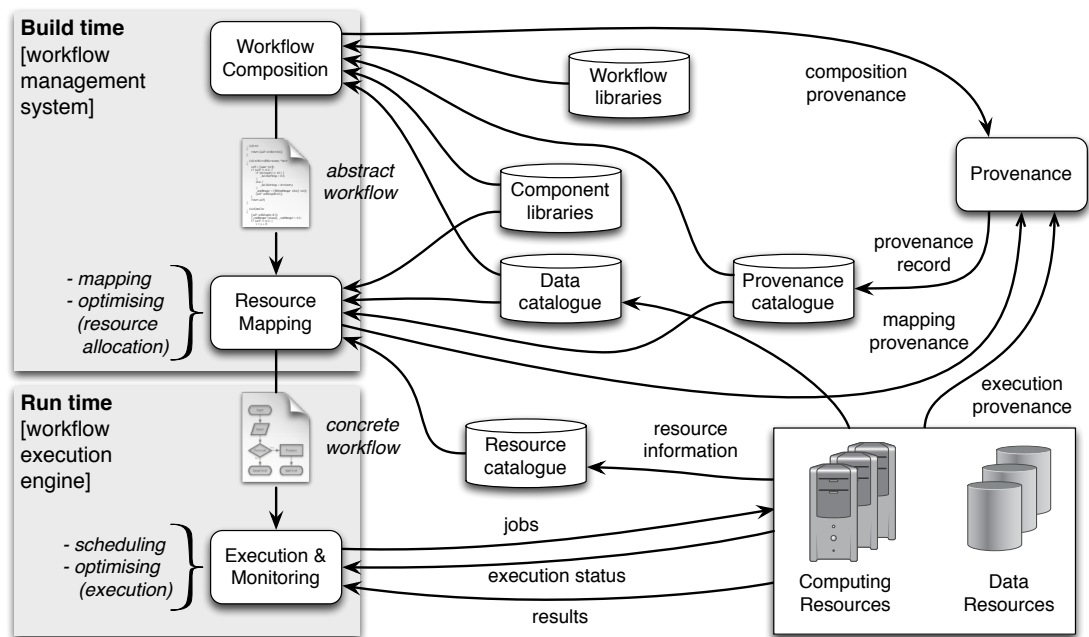 Build time
[workflow
management
system]
Workflow
Composition
Workflow
libraries
composition
provenance
Provenance
abstract
workflow
Component
libraries
provenance
record
- mapping
- optimising
(resource
allocation)
Resource
Mapping
Data
catalogue
Provenance
catalogue
mapping
provenance
execution
provenance
Run time
[workflow
execution
engine]
concrete
workflow
Resource
catalogue
resource
information
- scheduling
- optimising
(execution)
Execution &
Monitoring
jobs
execution status
results
Computing
Resources
Data
Resources